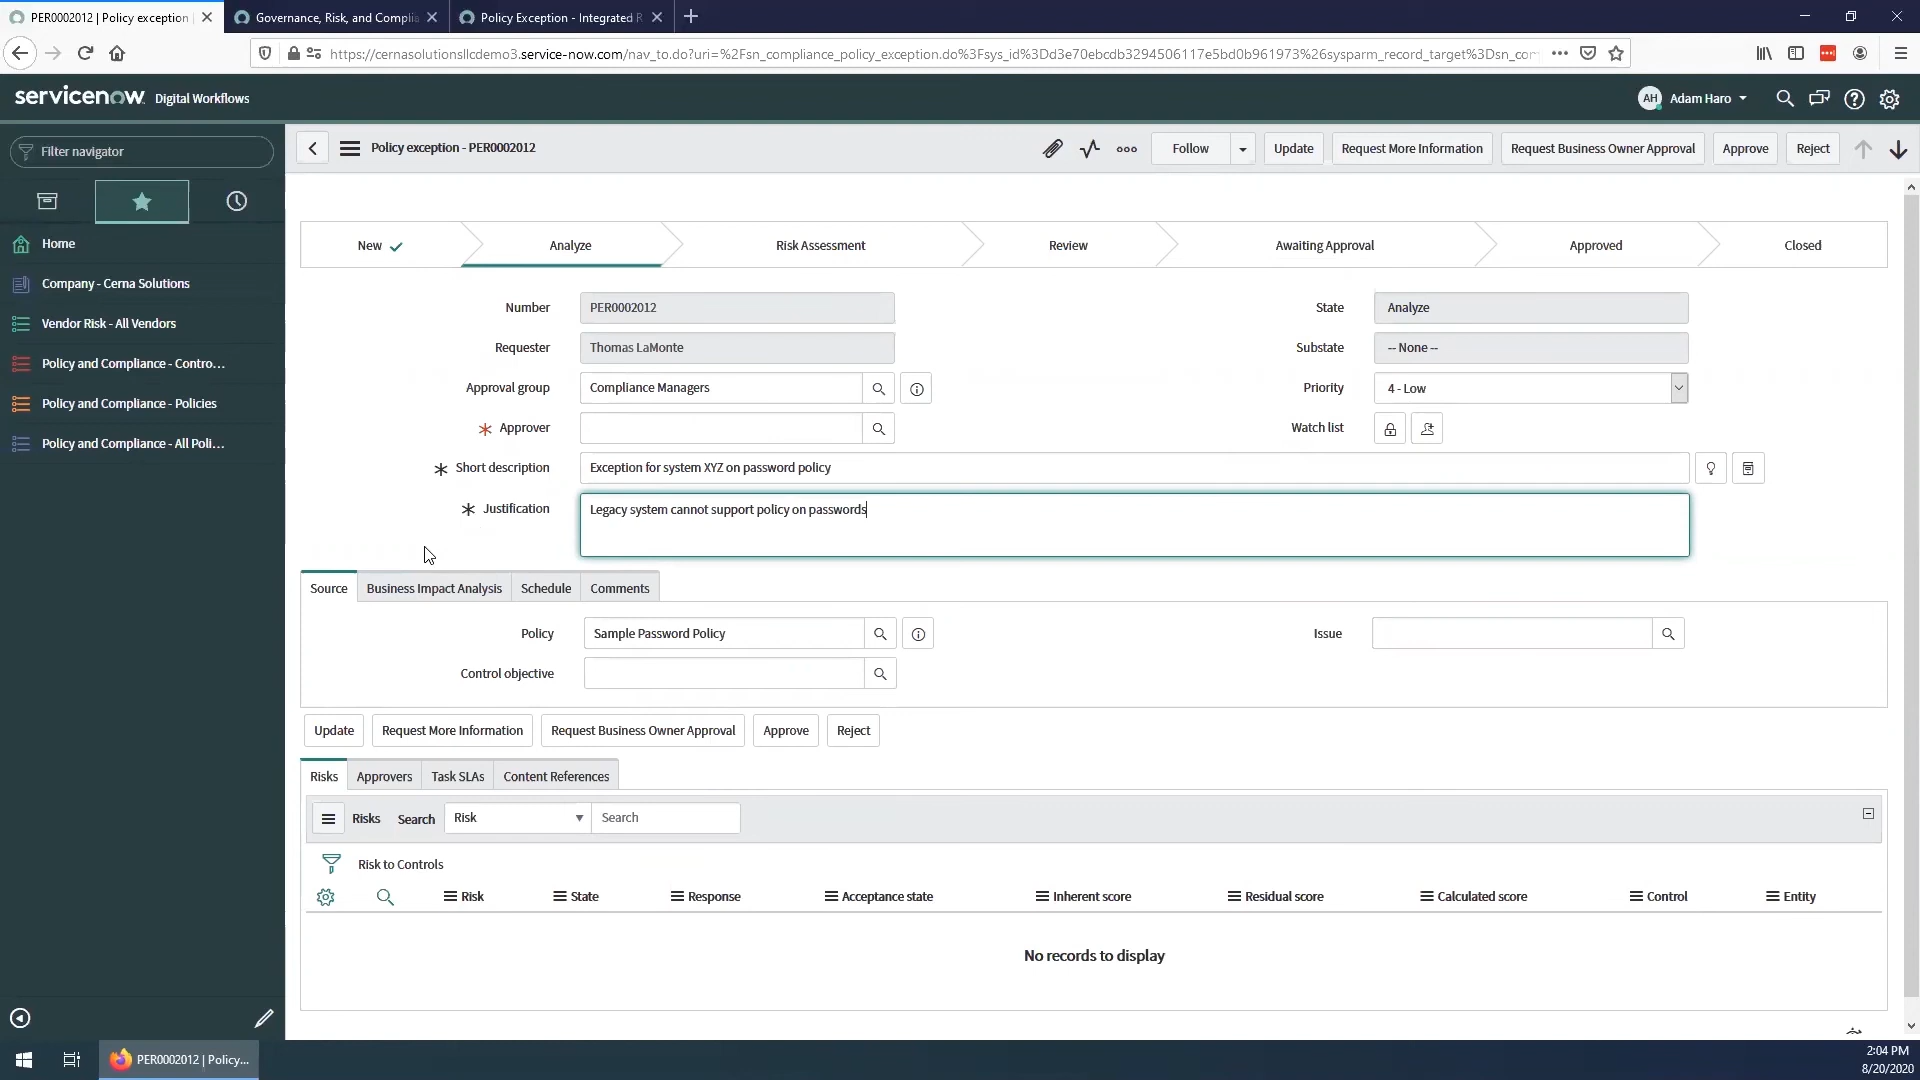 PER0002012 | Policy exception
Governance, Risk, and Complia
Policy Exception - Integrated R
https://cernasolutionsllcdemo3.service-now.com/nav_to.do?uri=%2Fsn_compliance_policy_exception.do%3Fsys_id%3Dd3e70ebcdb3294506117e5bd0b961973%26sysparm_record_target%3Dsn_con
servicenow Digital Workflows
AH Adam Haro
Filter navigator
Home
Company - Cerna Solutions
Vendor Risk - All Vendors
Policy and Compliance - Contro...
Policy and Compliance - Policies
Policy and Compliance - All Poli...
Policy exception - PER0002012
Follow Update Request More Information Request Business Owner Approval Approve Reject
New Analyze Risk Assessment Review Awaiting Approval Approved Closed
Number PER0002012 State Analyze
Requester Thomas LaMonte Substate -- None --
Approval group Compliance Managers Priority 4 - Low
Approver Watch list
Short description Exception for system XYZ on password policy
Justification Legacy system cannot support policy on passwords
Source Business Impact Analysis Schedule Comments
Policy Sample Password Policy Issue
Control objective
Update Request More Information Request Business Owner Approval Approve Reject
Risks Approvers Task SLAs Content References
Risks Search Risk Search
Risk to Controls
Risk State Response Acceptance state Inherent score Residual score Calculated score Control Entity
No records to display
PER0002012 | Policy...
2:04 PM
8/20/2020